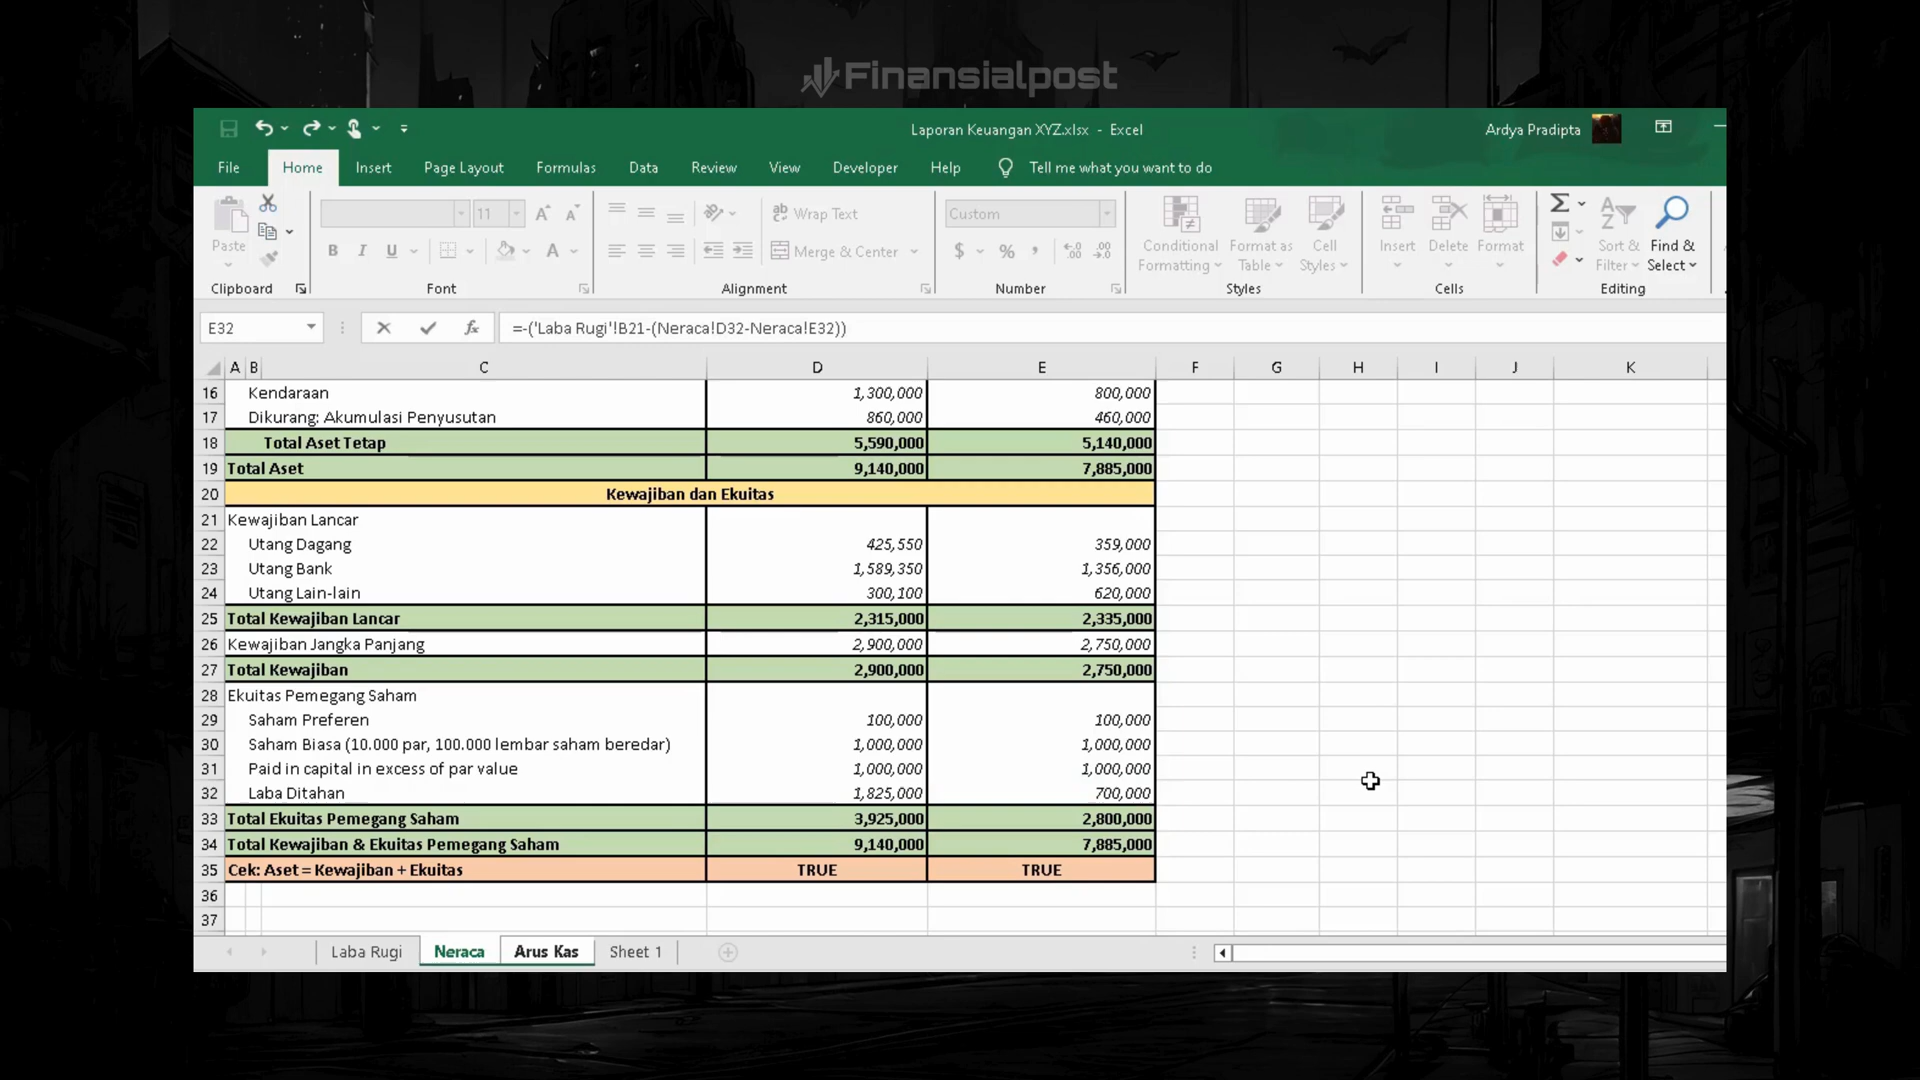 Finansialpost
Laporan Keuangan XYZ.xlsx - Excel
Ardya Pradipta
File Home Insert Page Layout Formulas Data Review View Developer Help Tell me what you want to do
Paste
Clipboard
11
B I U A
Font
Wrap Text
Merge & Center
Alignment
Custom
$ % ,
Number
Conditional Formatting
Format as Table
Cell Styles
Styles
Insert Delete Format
Cells
Sort & Filter
Find & Select
Editing
E32 fx =-('Laba Rugi'!B21-(Neraca!D32-Neraca!E32))
A B C D E F G H I J K
16 Kendaraan 1,300,000 800,000
17 Dikurang: Akumulasi Penyusutan 860,000 460,000
18 Total Aset Tetap 5,590,000 5,140,000
19 Total Aset 9,140,000 7,885,000
20 Kewajiban dan Ekuitas
21 Kewajiban Lancar
22 Utang Dagang 425,550 359,000
23 Utang Bank 1,589,350 1,356,000
24 Utang Lain-lain 300,100 620,000
25 Total Kewajiban Lancar 2,315,000 2,335,000
26 Kewajiban Jangka Panjang 2,900,000 2,750,000
27 Total Kewajiban 2,900,000 2,750,000
28 Ekuitas Pemegang Saham
29 Saham Preferen 100,000 100,000
30 Saham Biasa (10.000 par, 100.000 lembar saham beredar) 1,000,000 1,000,000
31 Paid in capital in excess of par value 1,000,000 1,000,000
32 Laba Ditahan 1,825,000 700,000
33 Total Ekuitas Pemegang Saham 3,925,000 2,800,000
34 Total Kewajiban & Ekuitas Pemegang Saham 9,140,000 7,885,000
35 Cek: Aset = Kewajiban + Ekuitas TRUE TRUE
36
37
Laba Rugi Neraca Arus Kas Sheet 1